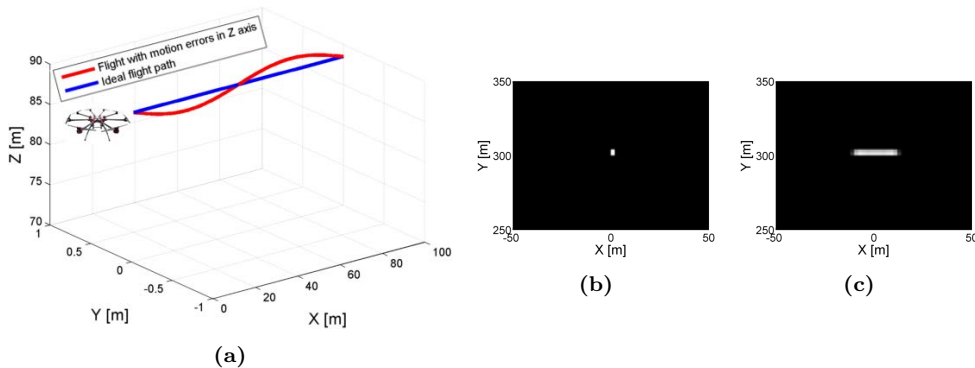 Flight with motion errors in Z axis
Ideal flight path
90
85
80
75
70
Z [m]
1
0.5
0
-0.5
-1
Y [m]
0
20
40
60
80
100
X [m]
(a)
350
300
250
Y [m]
-50
0
50
X [m]
(b)
350
300
250
Y [m]
-50
0
50
X [m]
(c)